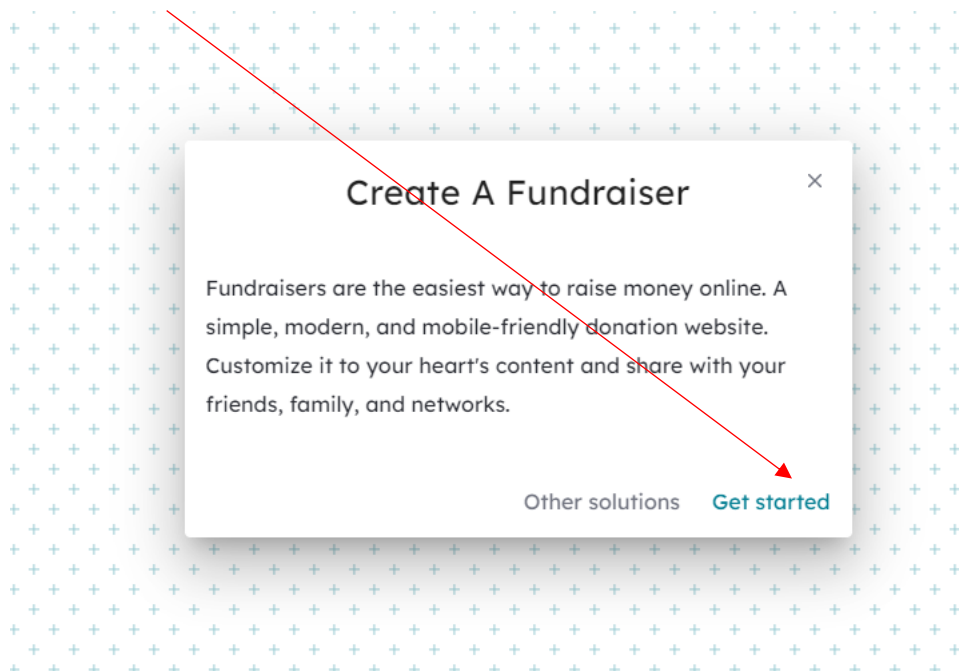 Create A Fundraiser
Fundraisers are the easiest way to raise money online. A
simple, modern, and mobile-friendly donation website.
Customize it to your heart's content and share with your
friends, family, and networks.
Other solutions Get started